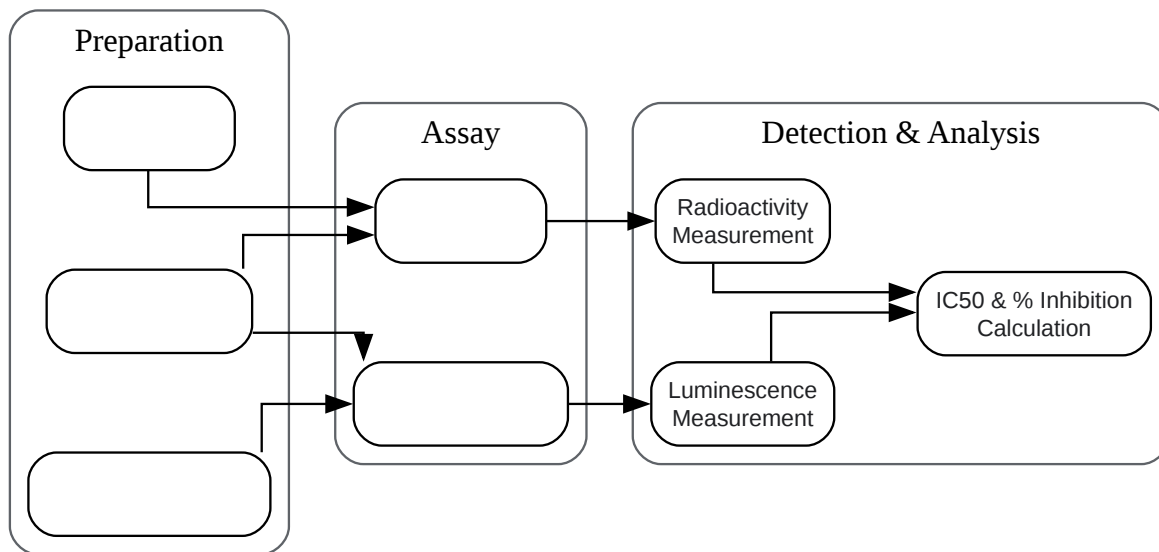 Preparation
Assay
Detection & Analysis
Radioactivity
Measurement
IC50 & % Inhibition
Calculation
Luminescence
Measurement